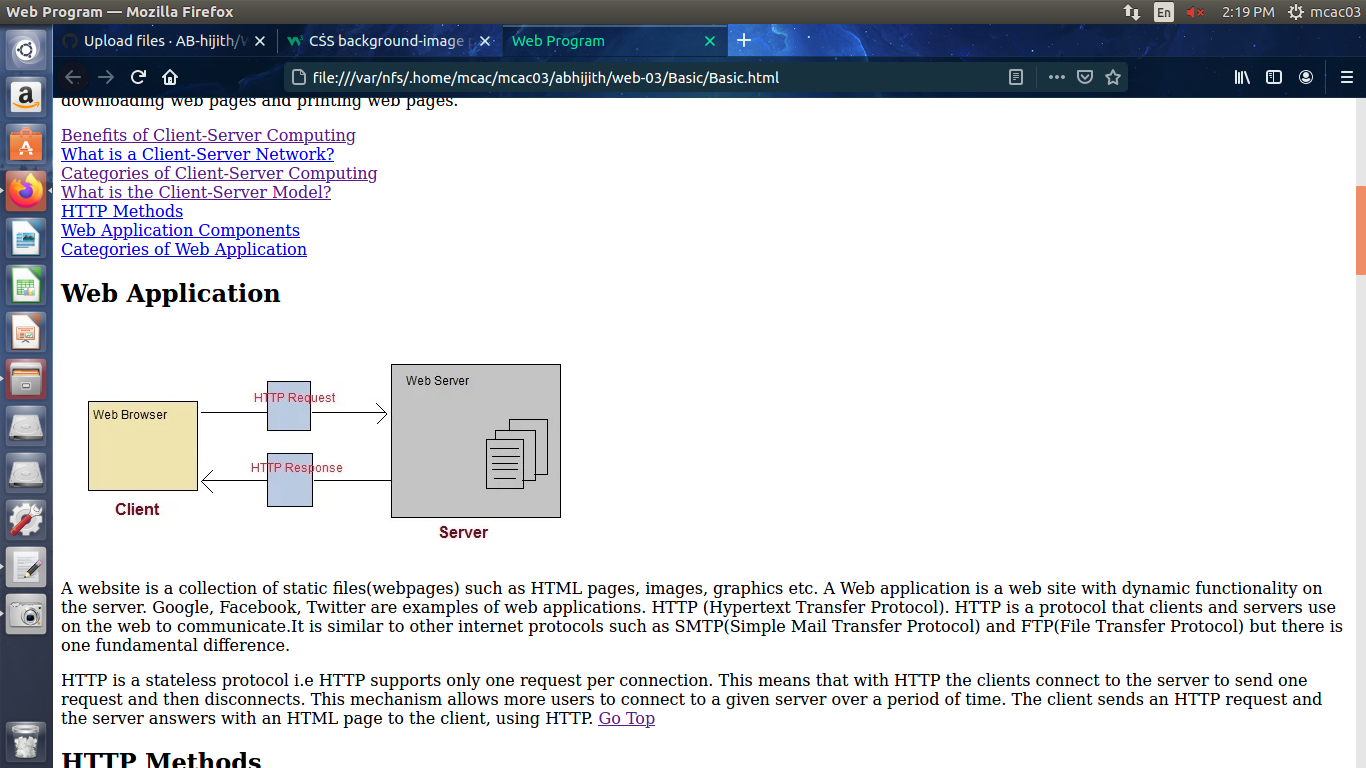 Web Program — Mozilla Firefox
En
2:19 PM
mcac03
Upload files · AB-hijith/
CSS background-image
Web Program
file:///var/nfs/.home/mcac/mcac03/abhijith/web-03/Basic/Basic.html
downloading web pages and printing web pages.
Benefits of Client-Server Computing
What is a Client-Server Network?
Categories of Client-Server Computing
What is the Client-Server Model?
HTTP Methods
Web Application Components
Categories of Web Application
Web Application
Web Server
HTTP Request
Web Browser
HTTP Response
Client
Server
A website is a collection of static files(webpages) such as HTML pages, images, graphics etc. A Web application is a web site with dynamic functionality on
the server. Google, Facebook, Twitter are examples of web applications. HTTP (Hypertext Transfer Protocol). HTTP is a protocol that clients and servers use
on the web to communicate.It is similar to other internet protocols such as SMTP(Simple Mail Transfer Protocol) and FTP(File Transfer Protocol) but there is
one fundamental difference.
HTTP is a stateless protocol i.e HTTP supports only one request per connection. This means that with HTTP the clients connect to the server to send one
request and then disconnects. This mechanism allows more users to connect to a given server over a period of time. The client sends an HTTP request and
the server answers with an HTML page to the client, using HTTP. Go Top
HTTP Methods